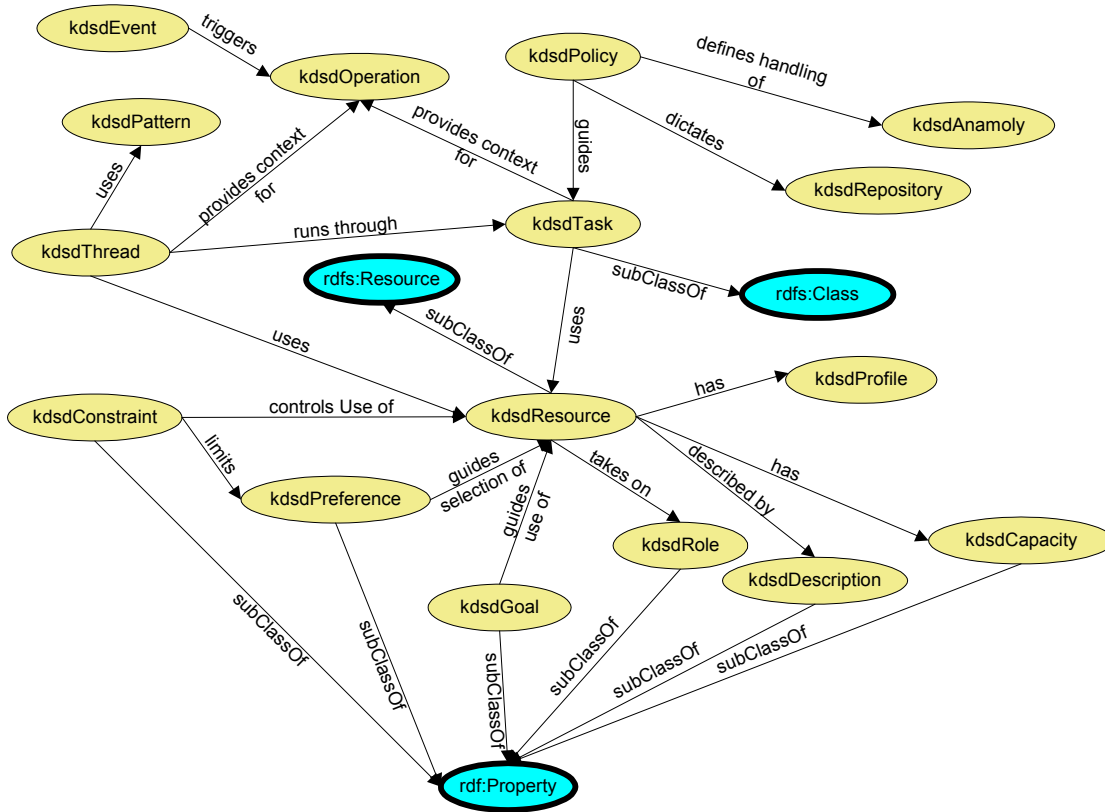 kdsdEvent
triggers
kdsdOperation
kdsdPolicy
defines handling
of
kdsdPattern
kdsdAnamoly
provides context
for
provides context
for
guides
dictates
uses
kdsdRepository
kdsdThread
runs through
kdsdTask
rdfs:Resource
subClassOf
rdfs:Class
uses
subClassOf
uses
has
kdsdProfile
kdsdConstraint
controls Use of
kdsdResource
limits
guides
selection of
takes on
described by
has
kdsdPreference
guides
use of
kdsdRole
kdsdCapacity
kdsdDescription
kdsdGoal
subClassOf
subClassOf
subClassOf
subClassOf
subClassOf
subClassOf
rdf:Property